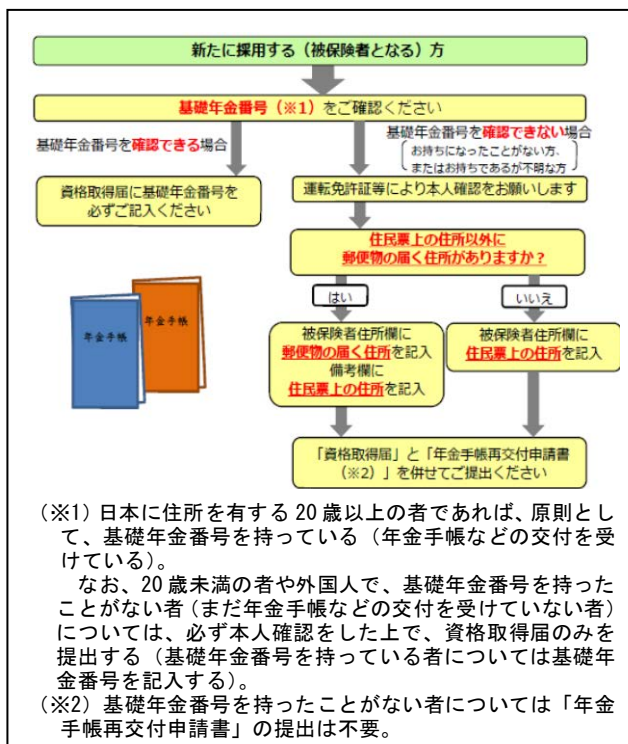 新たに採用する(被保険者となる)方
基礎年金番号(※1)をご確認ください
基礎年金番号を確認できる場合
基礎年金番号を確認できない場合
お持ちになったことがない方、
またはお持ちであるが不明な方
資格取得届に基礎年金番号を
必ずご記入ください
運転免許証等により本人確認をお願いします
住民票上の住所以外に
郵便物の届く住所がありますか?
はい
いいえ
年金手帳
年金手帳
被保険者住所欄に
郵便物の届く住所を記入
備考欄に
住民票上の住所を記入
被保険者住所欄に
住民票上の住所を記入
「資格取得届」と「年金手帳再交付申請書
(※2)」を併せてご提出ください
(※1)日本に住所を有する20歳以上の者であれば、原則とし
て、基礎年金番号を持っている(年金手帳などの交付を受
けている)。
なお、20歳未満の者や外国人で、基礎年金番号を持った
ことがない者(まだ年金手帳などの交付を受けていない者)
については、必ず本人確認をした上で、資格取得届のみを
提出する(基礎年金番号を持っている者については基礎年
金番号を記入する)。
(※2)基礎年金番号を持ったことがない者については「年金
手帳再交付申請書」の提出は不要。